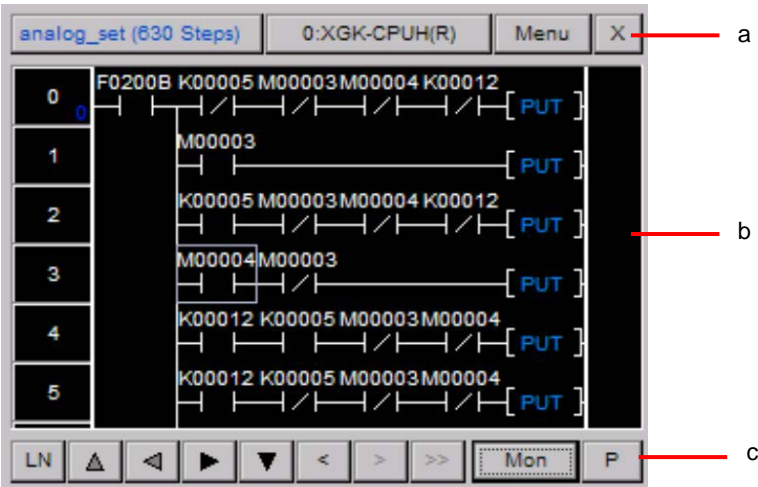 analog_set (630 Steps) 0:XGK-CPUH(R) Menu X a
F0200B K00005 M00003 M00004 K00012
0 0 PUT
M00003
1 PUT
K00005 M00003 M00004 K00012
2 PUT
b
M00004 M00003
3 PUT
K00012 K00005 M00003 M00004
4 PUT
K00012 K00005 M00003 M00004
5 PUT
LN < > >> Mon P c